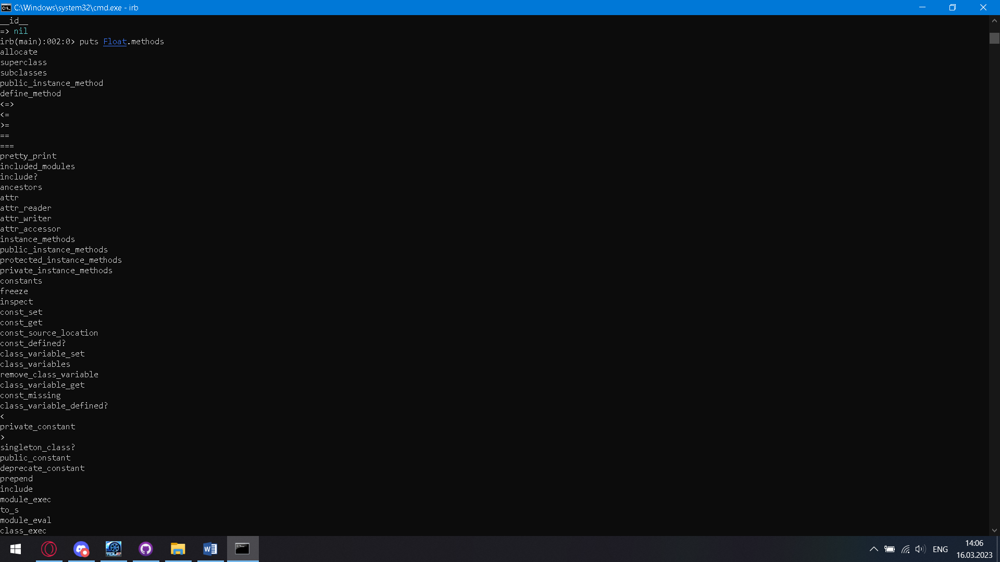 C:\Windows\system32\cmd.exe - irb
__id__
=> nil
irb(main):002:0> puts Float.methods
allocate
superclass
subclasses
public_instance_method
define_method
<=>
<=
>=
==
===
pretty_print
included_modules
include?
ancestors
attr
attr_reader
attr_writer
attr_accessor
instance_methods
public_instance_methods
protected_instance_methods
private_instance_methods
constants
freeze
inspect
const_set
const_get
const_source_location
const_defined?
class_variable_set
class_variables
remove_class_variable
class_variable_get
const_missing
class_variable_defined?
<
private_constant
>
singleton_class?
public_constant
deprecate_constant
prepend
include
module_exec
to_s
module_eval
class_exec
ENG
14:06
16.03.2023